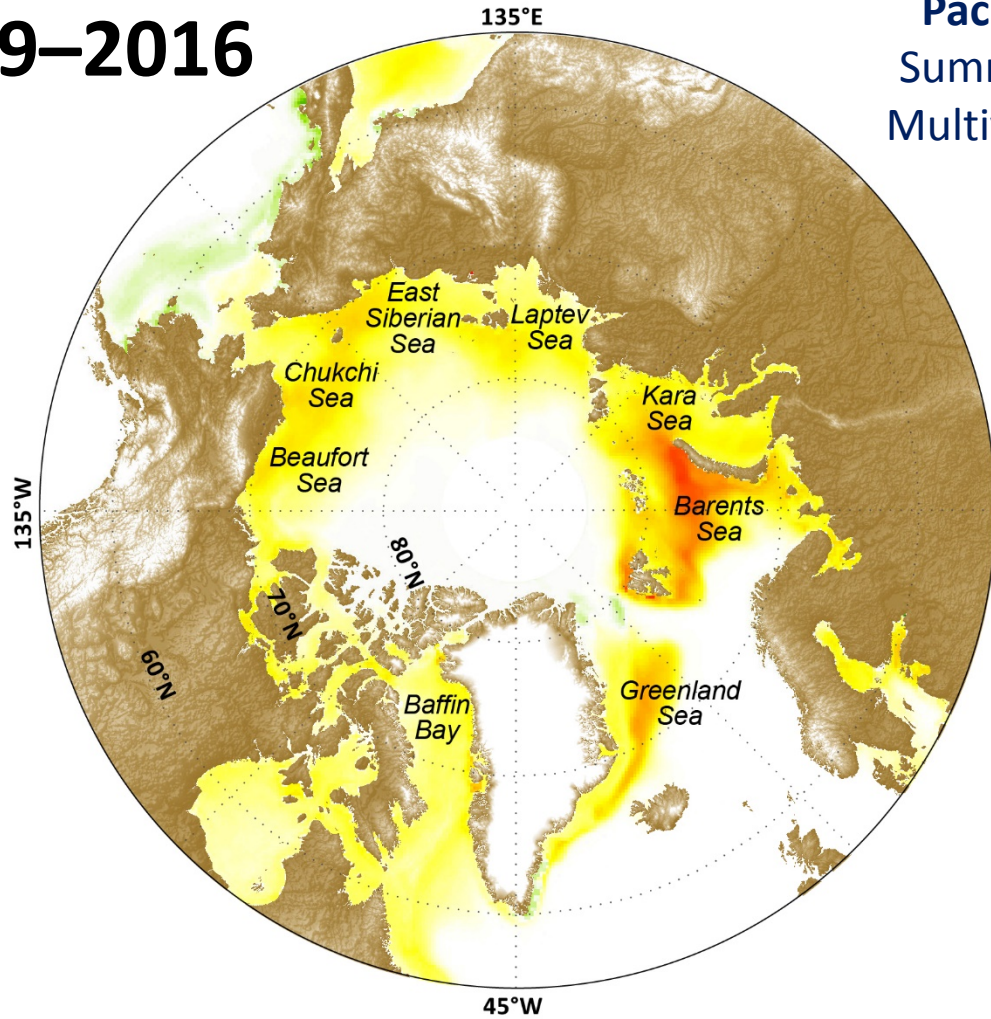 9–2016
135°E
Pac
Sum
Multi
East
Siberian
Sea
Laptev
Sea
Chukchi
Sea
Kara
Sea
Beaufort
Sea
Barents
Sea
135°W
80°N
70°N
60°N
Baffin
Bay
Greenland
Sea
45°W